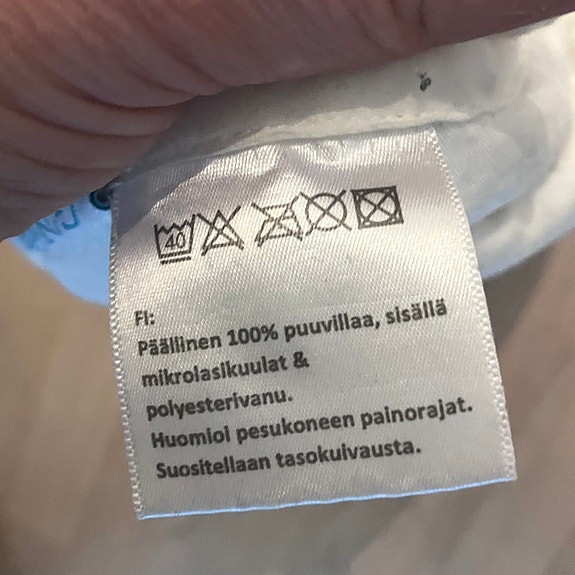 40
FI:
Päällinen 100% puuvillaa, sisällä
mikrolasikuulat &
polyesterivanu.
Huomioi pesukoneen painorajat.
Suositellaan tasokuivausta.